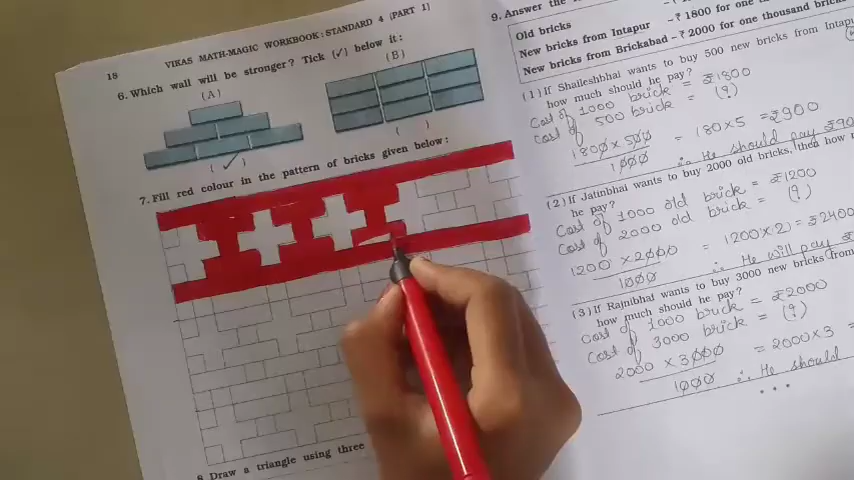 18 VIKAS MATH-MAGIC WORKBOOK : STANDARD 4 (PART 1)
6. Which wall will be stronger? Tick (✓) below it :
(A) (B)
( ✓ ) ( )
7. Fill red colour in the pattern of bricks given below :
8. Draw a triangle using three
9. Answer the
Old bricks
New bricks from Intapur - ₹ 1800 for one
New bricks from Brickabad - ₹ 2000 for one thousand bricks
(1) If Shaileshbhai wants to buy 500 new bricks from Intapur
how much should he pay?
Cost of 1000 brick = ₹1800
Cost of 500 brick = (?)
1800 × 500 = 180 × 5 = ₹900
1000 ∴ He should pay ₹90
(2) If Jatinbhai wants to buy 2000 old bricks, then how
he pay?
Cost of 1000 old brick = ₹1200
Cost of 2000 old brick = (?)
1200 × 2000 = 1200 × 2 = ₹2400
1000 ∴ He will pay ₹
(3) If Rajnibhai wants to buy 3000 new bricks from
how much should he pay?
Cost of 1000 brick = ₹2000
Cost of 3000 brick = (?)
2000 × 3000 = 2000 × 3 =
1000 ∴ He should